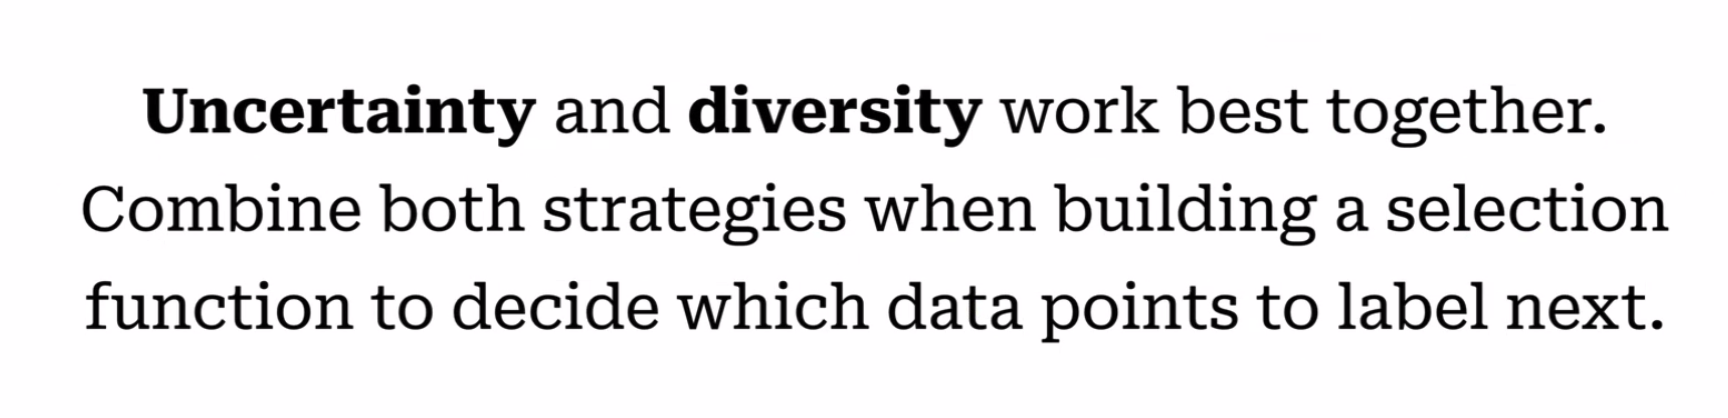 Uncertainty and diversity work best together.
Combine both strategies when building a selection
function to decide which data points to label next.